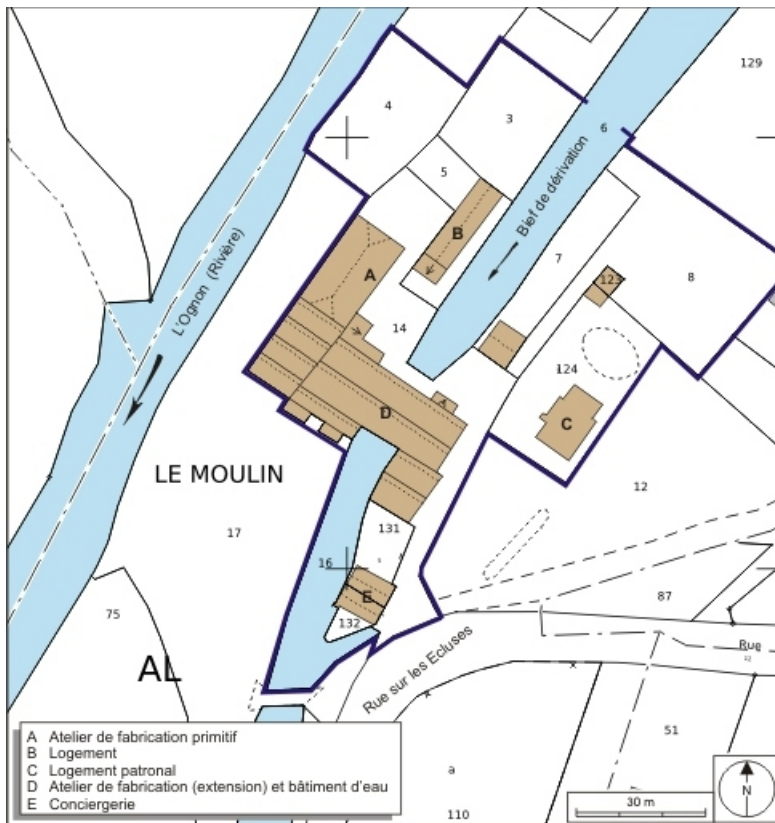 129
4
3
6
5
Bief de dérivation
B
L'Ognon (Rivière)
7
A
123
8
14
124
D
C
LE MOULIN
12
17
131
16
E
87
75
132
Rue
12
AL
Rue sur les Ecluses
51
A Atelier de fabrication primitif
B Logement
C Logement patronal
D Atelier de fabrication (extension) et bâtiment d'eau
E Conciergerie
a
110
30 m
N